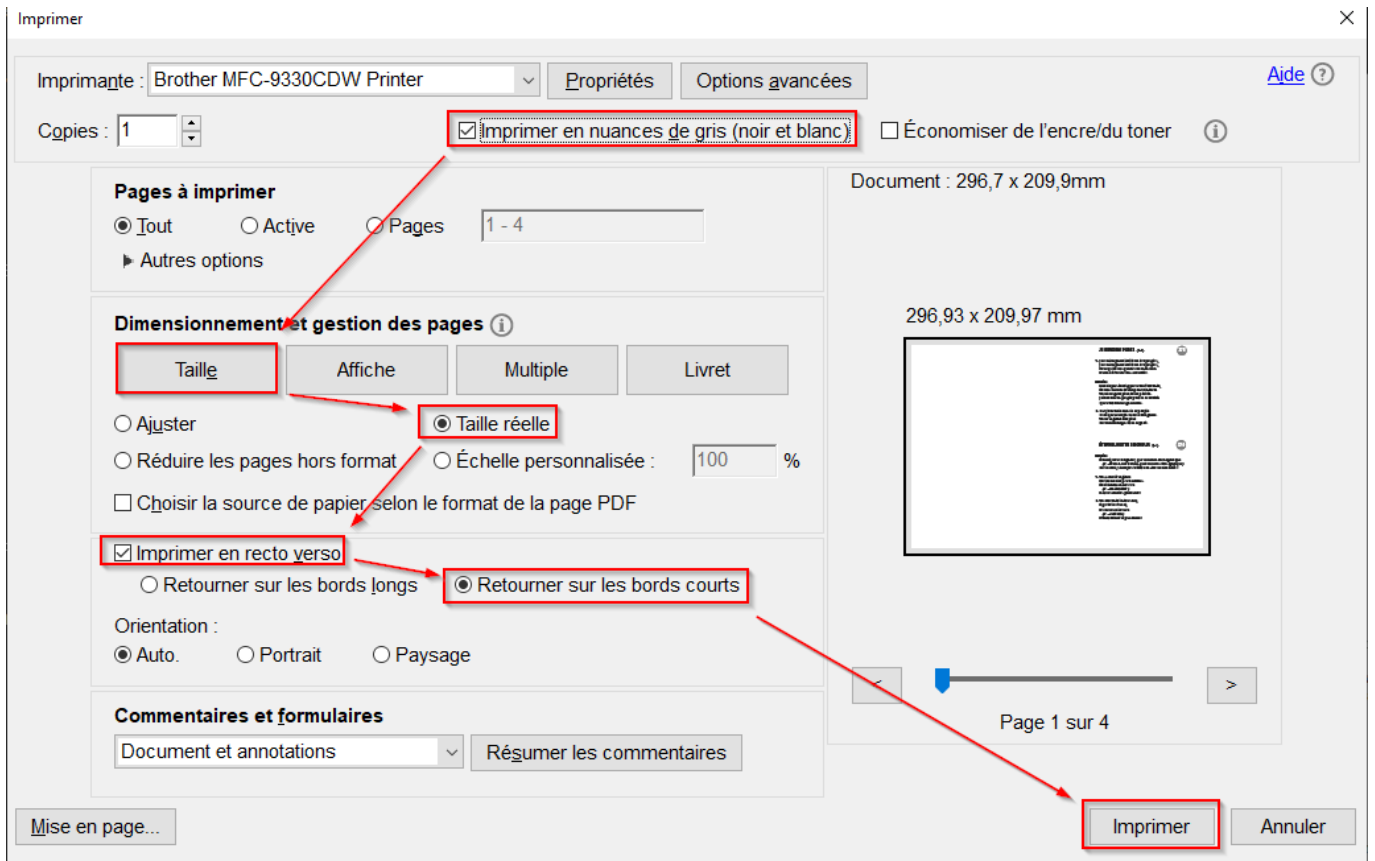 Imprimer
Imprimante : Brother MFC-9330CDW Printer Propriétés Options avancées Aide ?
Copies : 1 Imprimer en nuances de gris (noir et blanc) Économiser de l'encre/du toner i
Pages à imprimer
Tout Active Pages 1 - 4
Autres options
Dimensionnement et gestion des pages i
Taille Affiche Multiple Livret
Ajuster Taille réelle
Réduire les pages hors format Échelle personnalisée : 100 %
Choisir la source de papier selon le format de la page PDF
Imprimer en recto verso
Retourner sur les bords longs Retourner sur les bords courts
Orientation :
Auto. Portrait Paysage
Commentaires et formulaires
Document et annotations Résumer les commentaires
Document : 296,7 x 209,9mm
296,93 x 209,97 mm
< >
Page 1 sur 4
Mise en page... Imprimer Annuler